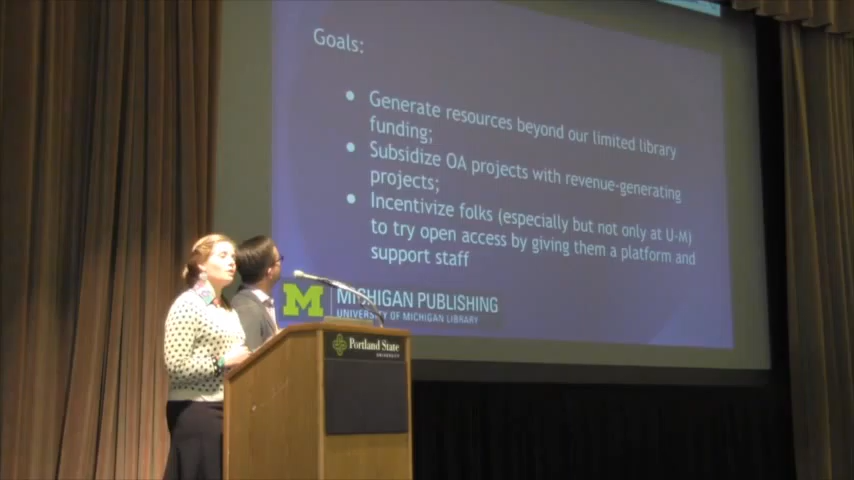 Goals:
● Generate resources beyond our limited library
funding;
● Subsidize OA projects with revenue-generating
projects;
● Incentivize folks (especially but not only at U-M)
to try open access by giving them a platform and
support staff
M MICHIGAN PUBLISHING
UNIVERSITY OF MICHIGAN LIBRARY
Portland State
UNIVERSITY